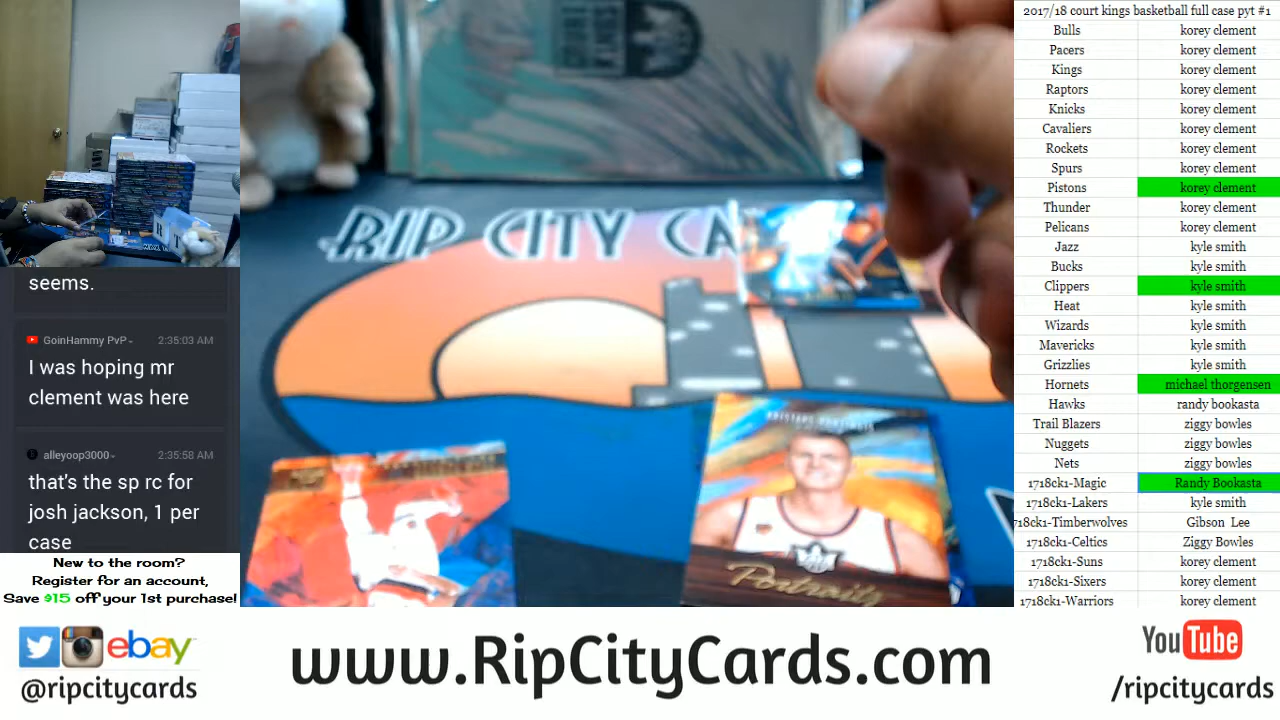 seems.
GoinHammy PvP 2:35:03 AM
I was hoping mr
clement was here
alleyoop3000 2:35:58 AM
that's the sp rc for
josh jackson, 1 per
case
New to the room?
Register for an account,
Save $15 off your 1st purchase!
RIP CITY CA
COURT KINGS
Portraits
2017/18 court kings basketball full case pyt #1
Bulls korey clement
Pacers korey clement
Kings korey clement
Raptors korey clement
Knicks korey clement
Cavaliers korey clement
Rockets korey clement
Spurs korey clement
Pistons korey clement
Thunder korey clement
Pelicans korey clement
Jazz kyle smith
Bucks kyle smith
Clippers kyle smith
Heat kyle smith
Wizards kyle smith
Mavericks kyle smith
Grizzlies kyle smith
Hornets michael thorgensen
Hawks randy bookasta
Trail Blazers ziggy bowles
Nuggets ziggy bowles
Nets ziggy bowles
1718ck1-Magic Randy Bookasta
1718ck1-Lakers kyle smith
718ck1-Timberwolves Gibson Lee
1718ck1-Celtics Ziggy Bowles
1718ck1-Suns korey clement
1718ck1-Sixers korey clement
1718ck1-Warriors korey clement
ebay
@ripcitycards
www.RipCityCards.com
YouTube
/ripcitycards